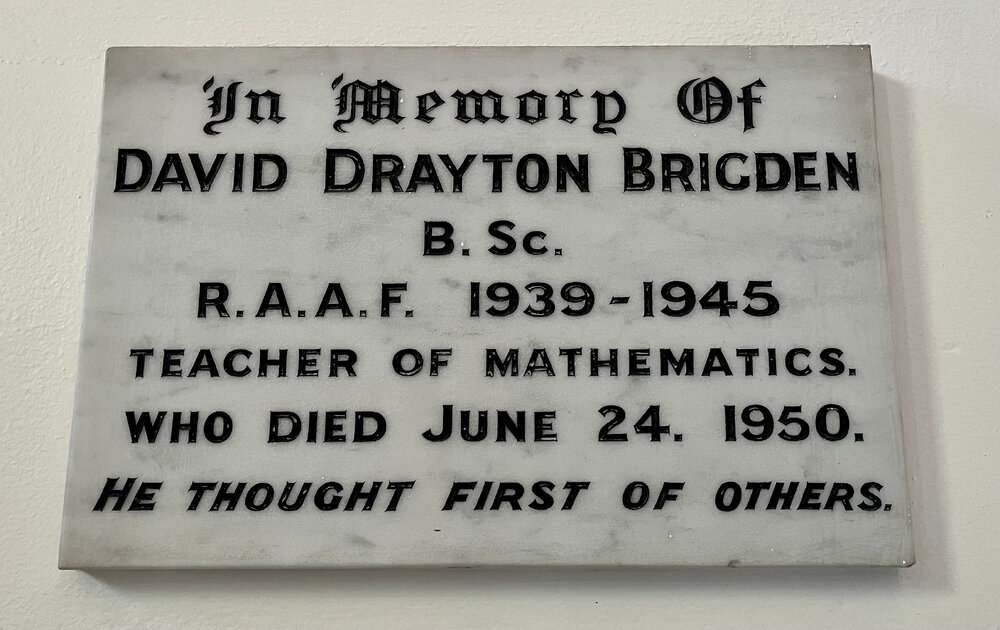 In Memory Of
DAVID DRAYTON BRIGDEN
B. Sc.
R.A.A.F. 1939-1945
TEACHER OF MATHEMATICS.
WHO DIED JUNE 24. 1950.
HE THOUGHT FIRST OF OTHERS.